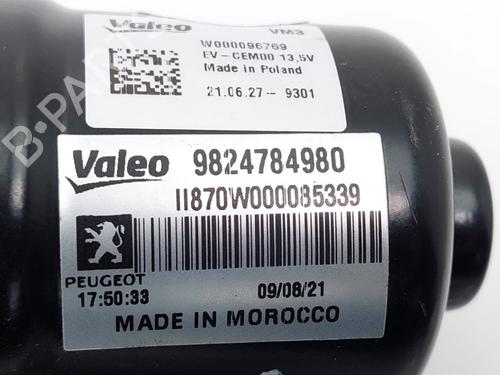 Valeo VM3
W000096769
EV-CEM00 13,5V
Made in Poland
21.06.27- 9301
Valeo 9824784980
II870W000085339
PEUGEOT
17:50:33 09/08/21
MADE IN MOROCCO